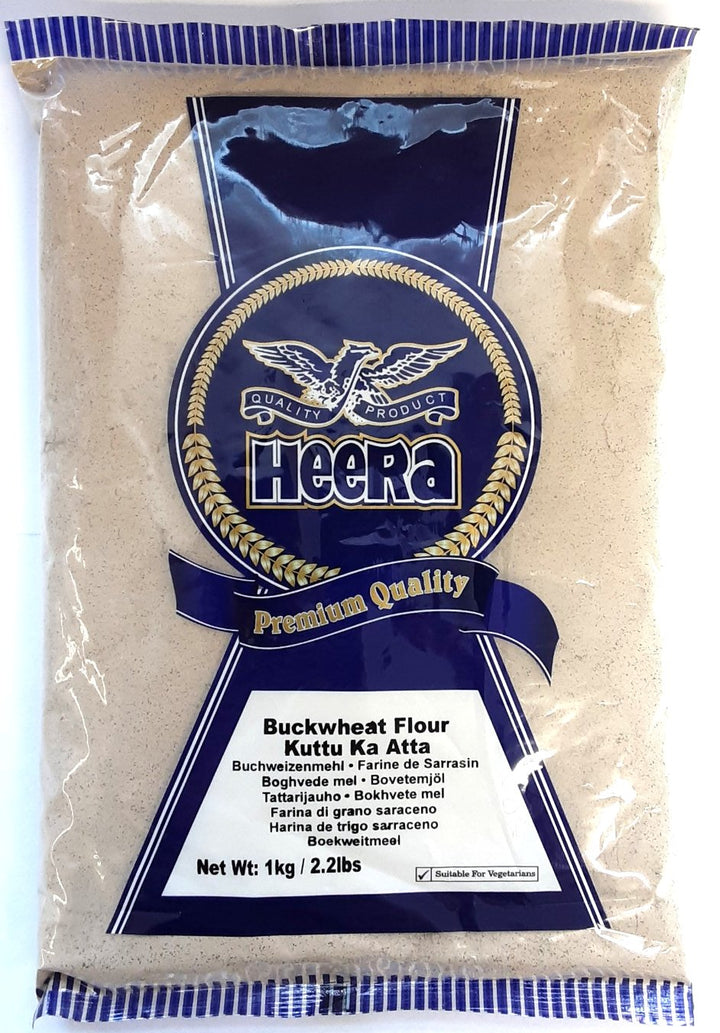 QUALITY PRODUCT
HeeRa
Premium Quality
Buckwheat Flour
Kuttu Ka Atta
Buchweizenmehl • Farine de Sarrasin
Boghvede mel • Bovetemjöl
Tattarijauho • Bokhvete mel
Farina di grano saraceno
Harina de trigo sarraceno
Boekweitmeel
Net Wt: 1kg / 2.2lbs
Suitable For Vegetarians